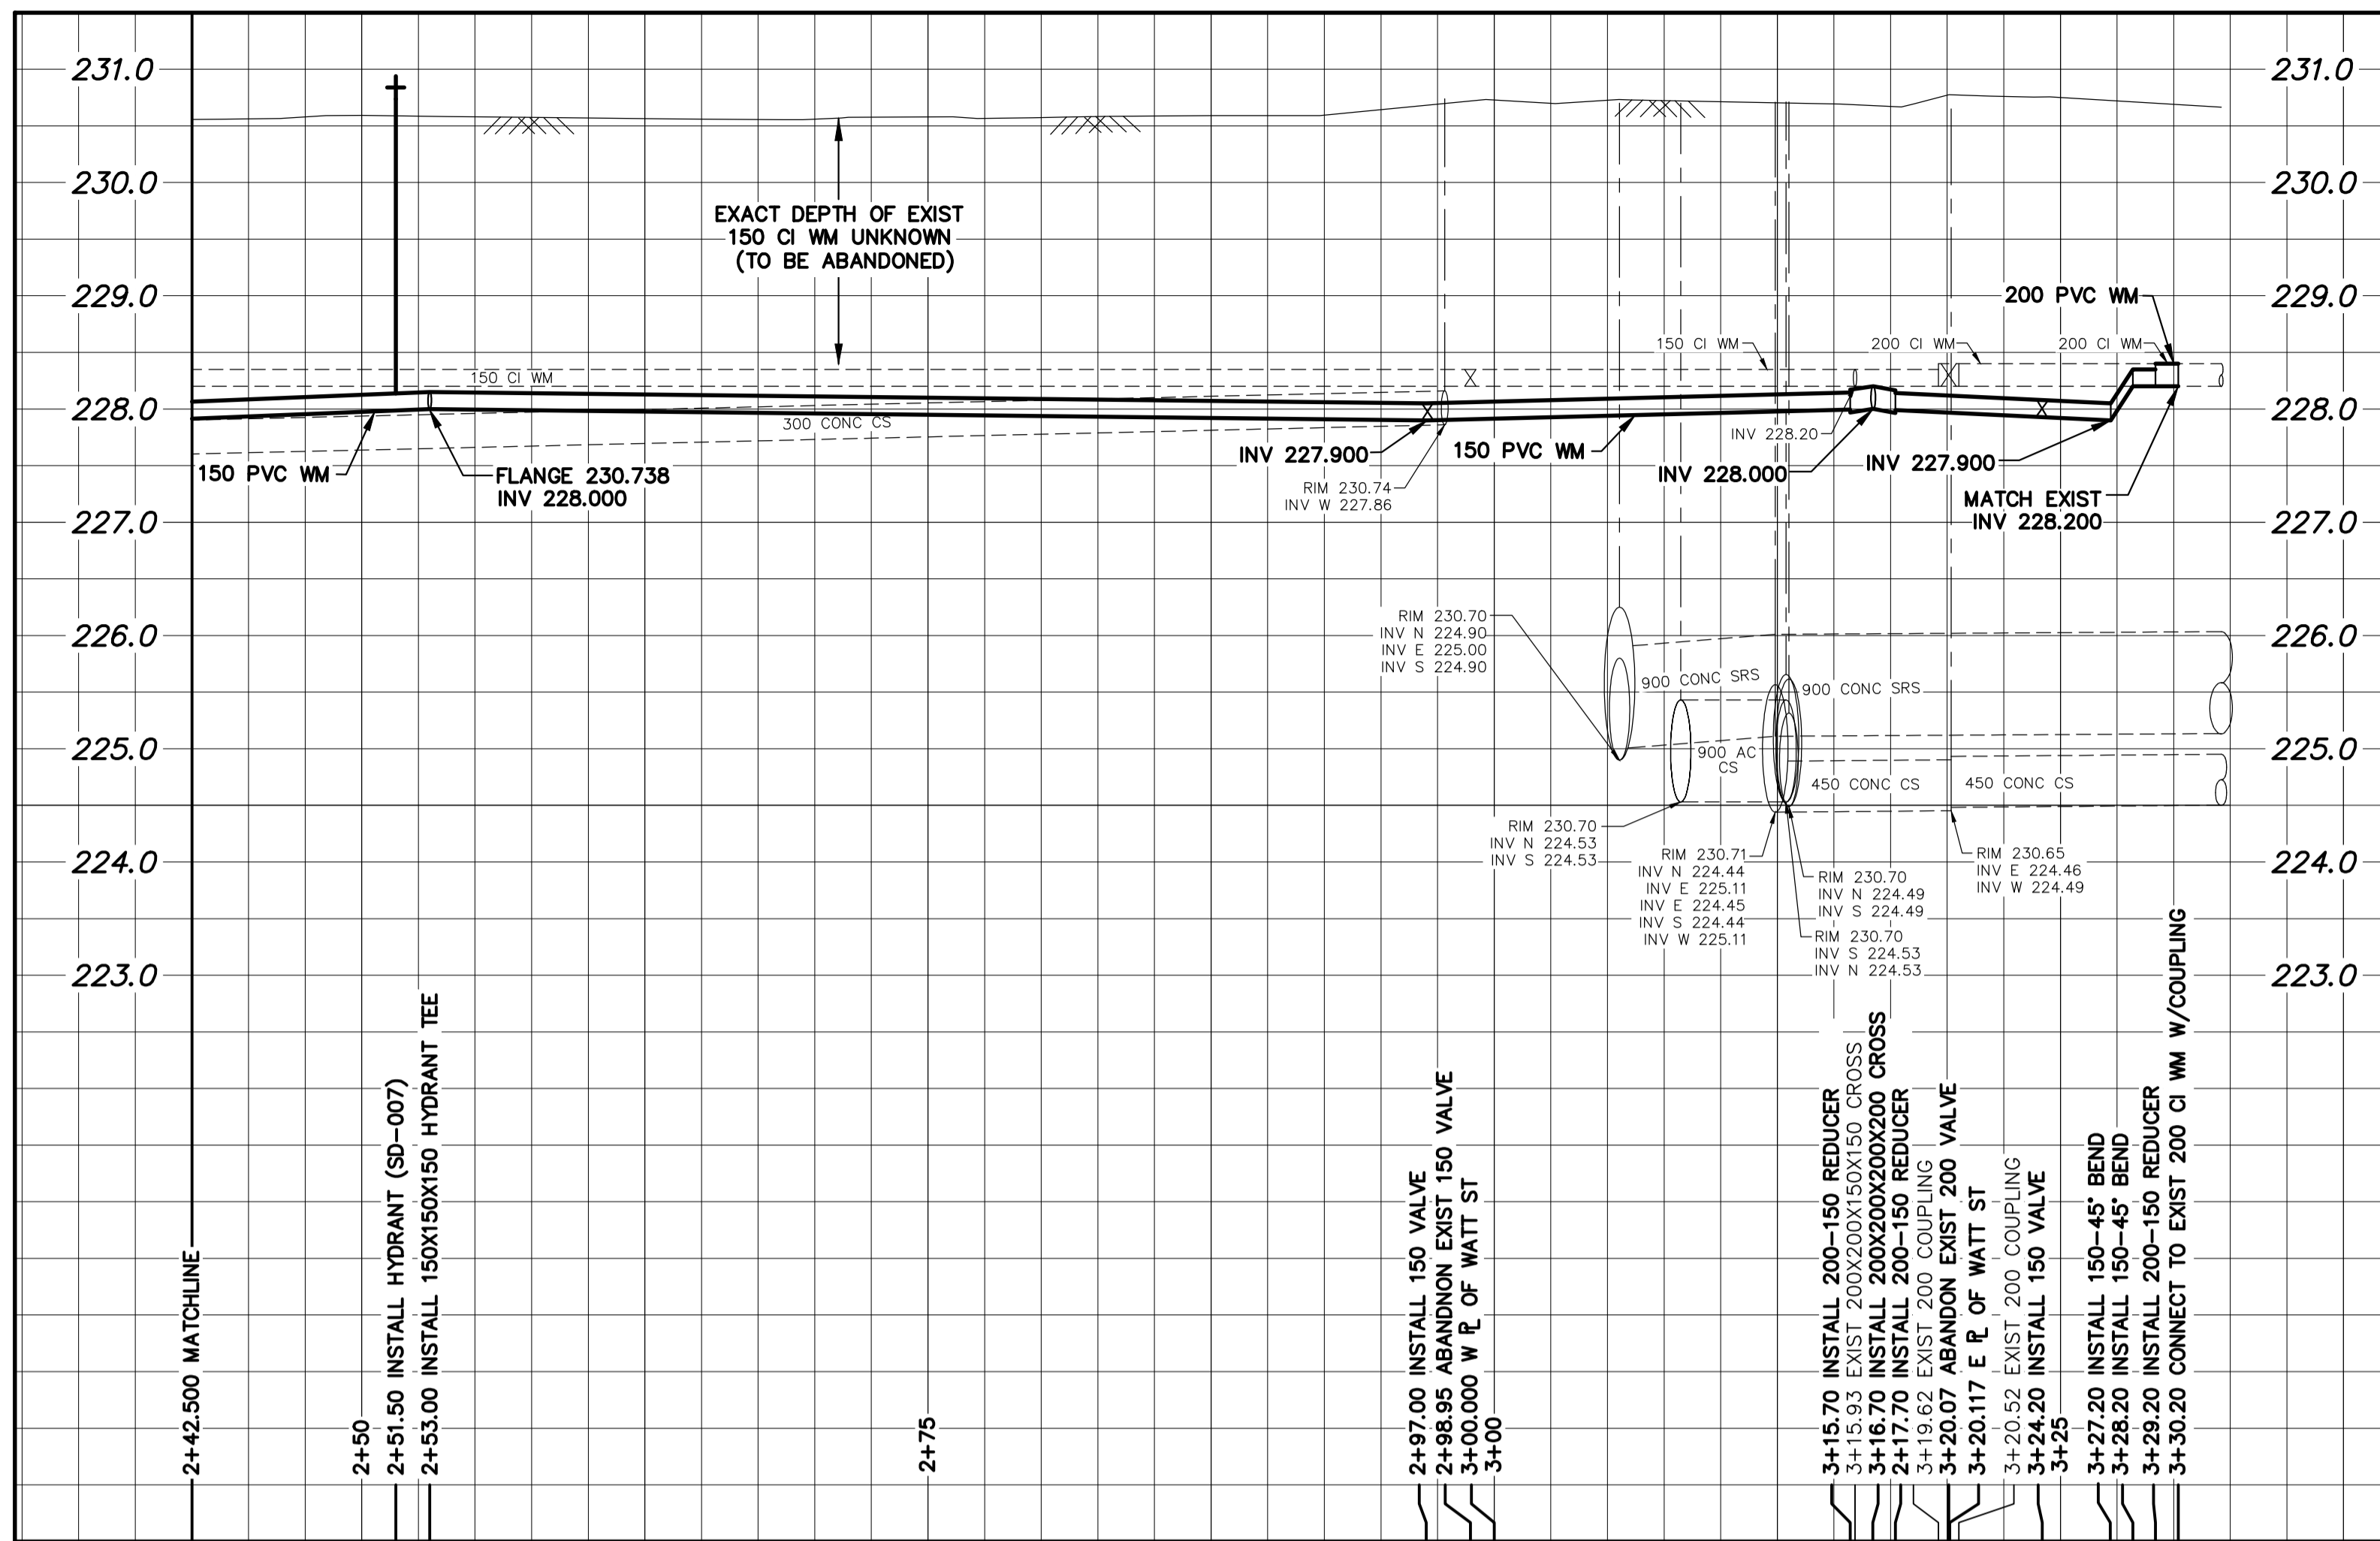 231.0
231.0
230.0
230.0
EXACT DEPTH OF EXIST
150 CI WM UNKNOWN
(TO BE ABANDONED)
229.0
200 PVC WM
229.0
150 CI WM
200 CI WM
200 CI WM
150 CI WM
228.0
228.0
300 CONC CS
INV 228.20
150 PVC WM
FLANGE 230.738
INV 228.000
INV 227.900
150 PVC WM
RIM 230.74
INV W 227.86
INV 228.000
INV 227.900
MATCH EXIST
INV 228.200
227.0
227.0
226.0
226.0
RIM 230.70
INV N 224.90
INV E 225.00
INV S 224.90
900 CONC SRS
900 CONC SRS
225.0
225.0
900 AC
CS
450 CONC CS
450 CONC CS
RIM 230.70
INV N 224.53
INV S 224.53
RIM 230.71
INV N 224.44
INV E 225.11
INV E 224.45
INV S 224.44
INV W 225.11
RIM 230.70
INV N 224.49
INV S 224.49
RIM 230.70
INV S 224.53
INV N 224.53
RIM 230.65
INV E 224.46
INV W 224.49
224.0
224.0
223.0
223.0
2+42.500 MATCHLINE
2+50
2+51.50 INSTALL HYDRANT (SD-007)
2+53.00 INSTALL 150X150X150 HYDRANT TEE
2+75
2+97.00 INSTALL 150 VALVE
2+98.95 ABANDNON EXIST 150 VALVE
3+00.000 W PL OF WATT ST
3+00
3+15.70 INSTALL 200-150 REDUCER
3+15.93 EXIST 200X200X150X150 CROSS
3+16.70 INSTALL 200X200X200X200 CROSS
2+17.70 INSTALL 200-150 REDUCER
3+19.62 EXIST 200 COUPLING
3+20.07 ABANDON EXIST 200 VALVE
3+20.117 E PL OF WATT ST
3+20.52 EXIST 200 COUPLING
3+24.20 INSTALL 150 VALVE
3+25
3+27.20 INSTALL 150-45° BEND
3+28.20 INSTALL 150-45° BEND
3+29.20 INSTALL 200-150 REDUCER
3+30.20 CONNECT TO EXIST 200 CI WM W/COUPLING